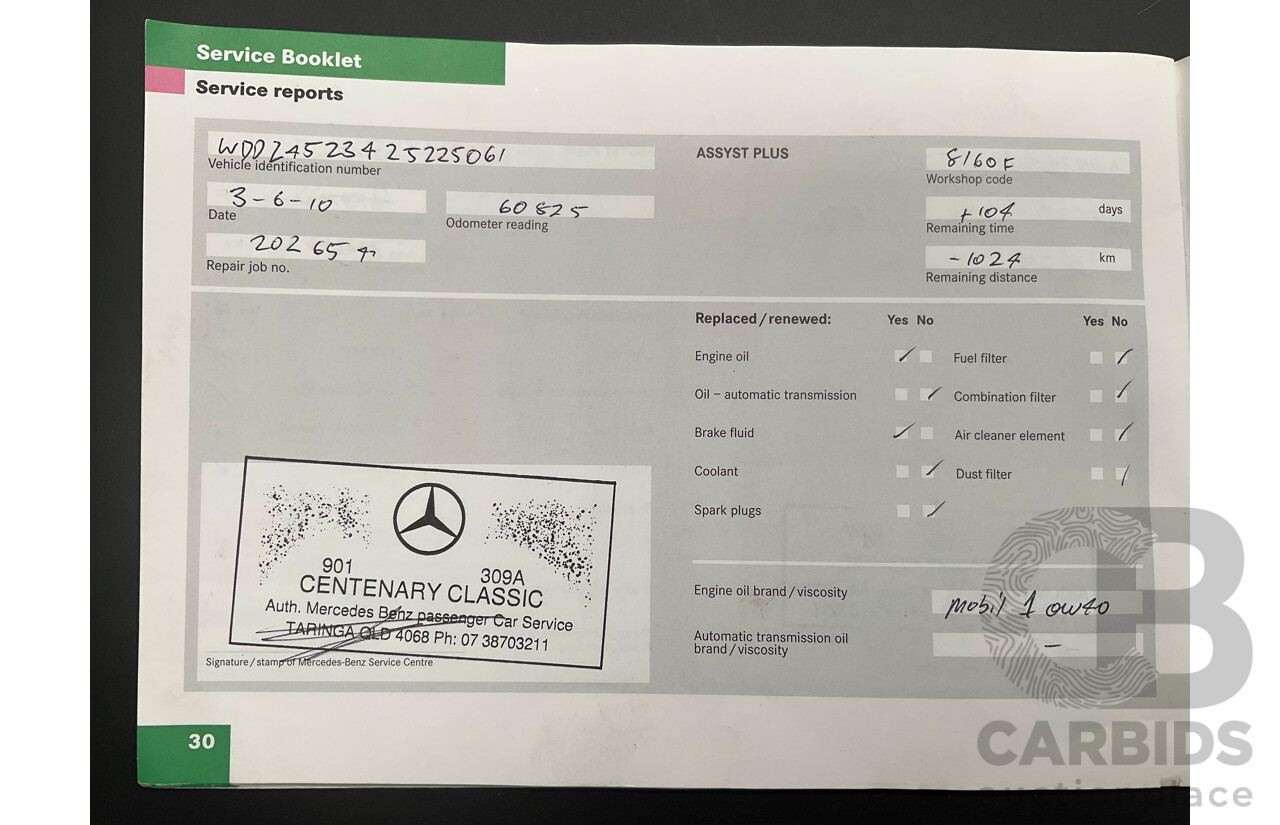 Service Booklet
Service reports
WDD2452342J225061
Vehicle identification number
3-6-10
Date
60825
Odometer reading
Repair job no.
ASSYST PLUS
8160F
Workshop code
+104 days
Remaining time
-1024 km
Remaining distance
Replaced/renewed: Yes No Yes No
Engine oil Fuel filter
Oil – automatic transmission Combination filter
Brake fluid Air cleaner element
Coolant Dust filter
Spark plugs
Engine oil brand/viscosity
mobil 1 0w40
Automatic transmission oil
brand/viscosity
–
901 309A
CENTENARY CLASSIC
Auth. Mercedes Benz passenger Car Service
TARINGA QLD 4068 Ph: 07 38703211
Signature/stamp of Mercedes-Benz Service Centre
30
CARBIDS